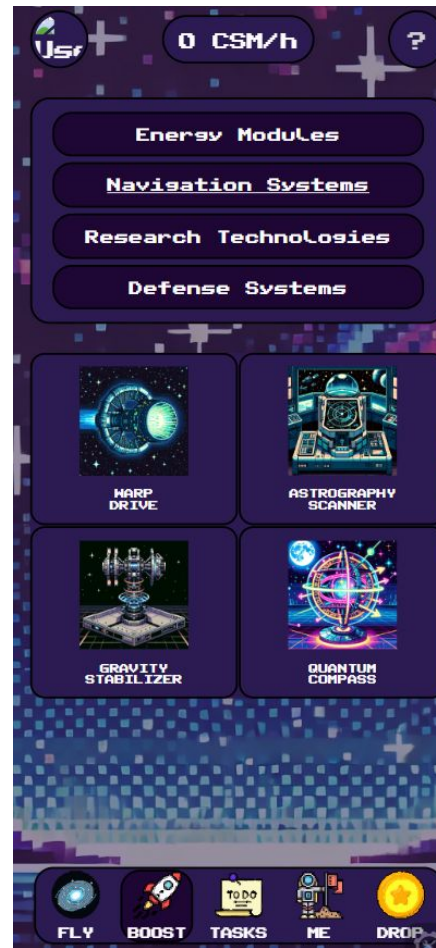 0 CSM/h
?
Energy Modules
Navigation Systems
Research Technologies
Defense Systems
WARP
DRIVE
ASTROGRAPHY
SCANNER
GRAVITY
STABILIZER
QUANTUM
COMPASS
TO DO
FLY BOOST TASKS ME DROP